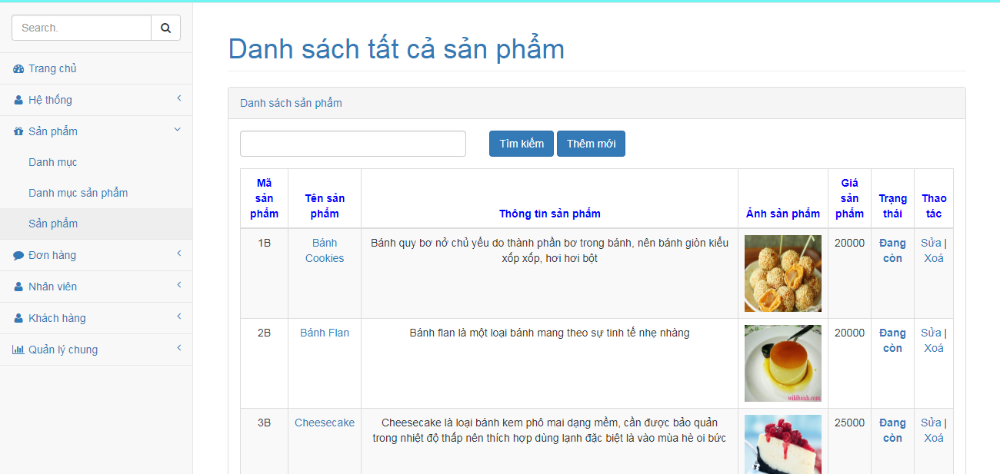 Search.
Trang chủ
Hệ thống
Sản phẩm
Danh mục
Danh mục sản phẩm
Sản phẩm
Đơn hàng
Nhân viên
Khách hàng
Quản lý chung
Danh sách tất cả sản phẩm
Danh sách sản phẩm
Tìm kiếm
Thêm mới
Mã
sản
phẩm
Tên sản
phẩm
Thông tin sản phẩm
Ảnh sản phẩm
Giá
sản
phẩm
Trạng
thái
Thao
tác
1B
Bánh
Cookies
Bánh quy bơ nở chủ yếu do thành phần bơ trong bánh, nên bánh giòn kiểu
xốp xốp, hơi hơi bột
20000
Đang
còn
Sửa |
Xoá
2B
Bánh Flan
Bánh flan là một loại bánh mang theo sự tinh tế nhẹ nhàng
wikibanh.com
20000
Đang
còn
Sửa |
Xoá
3B
Cheesecake
Cheesecake là loại bánh kem phô mai dạng mềm, cần được bảo quản
trong nhiệt độ thấp nên thích hợp dùng lạnh đặc biệt là vào mùa hè oi bức
25000
Đang
còn
Sửa |
Xoá